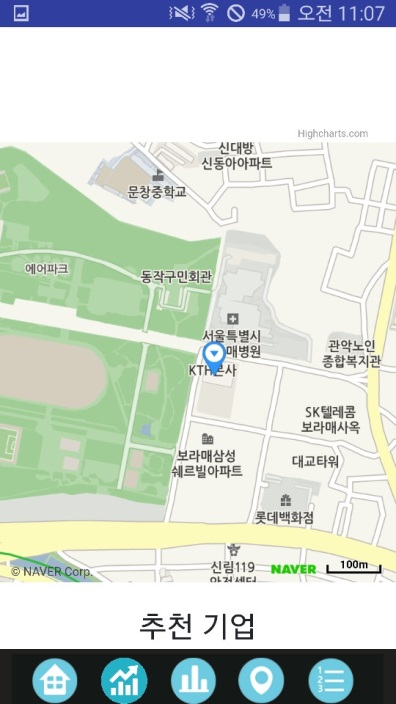 49% 오전 11:07
Highcharts.com
신대방
신동아아파트
문창중학교
에어파크
동작구민회관
서울특별시
매병원
관악노인
종합복지관
KTH본사
SK텔레콤
보라매사옥
보라매삼성
쉐르빌아파트
대교타워
롯데백화점
신림119
안전센터
© NAVER Corp.
NAVER
100m
추천 기업
1
2
3